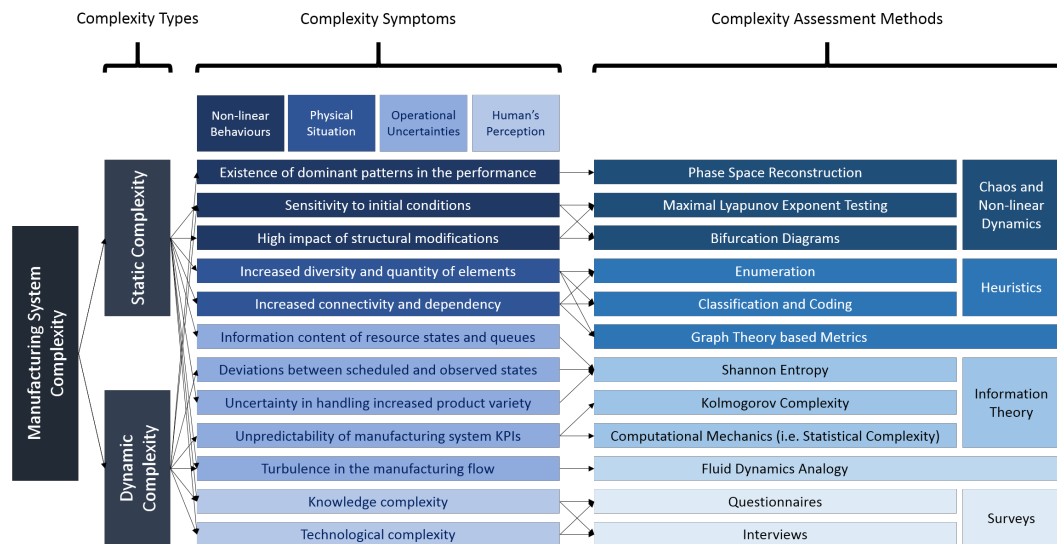 Complexity Types
Complexity Symptoms
Complexity Assessment Methods
Non-linear
Behaviours
Physical
Situation
Operational
Uncertainties
Human's
Perception
Manufacturing System
Complexity
Static Complexity
Dynamic
Complexity
Existence of dominant patterns in the performance
Sensitivity to initial conditions
High impact of structural modifications
Increased diversity and quantity of elements
Increased connectivity and dependency
Information content of resource states and queues
Deviations between scheduled and observed states
Uncertainty in handling increased product variety
Unpredictability of manufacturing system KPIs
Turbulence in the manufacturing flow
Knowledge complexity
Technological complexity
Phase Space Reconstruction
Maximal Lyapunov Exponent Testing
Bifurcation Diagrams
Enumeration
Classification and Coding
Graph Theory based Metrics
Shannon Entropy
Kolmogorov Complexity
Computational Mechanics (i.e. Statistical Complexity)
Fluid Dynamics Analogy
Questionnaires
Interviews
Chaos and
Non-linear
Dynamics
Heuristics
Information
Theory
Surveys